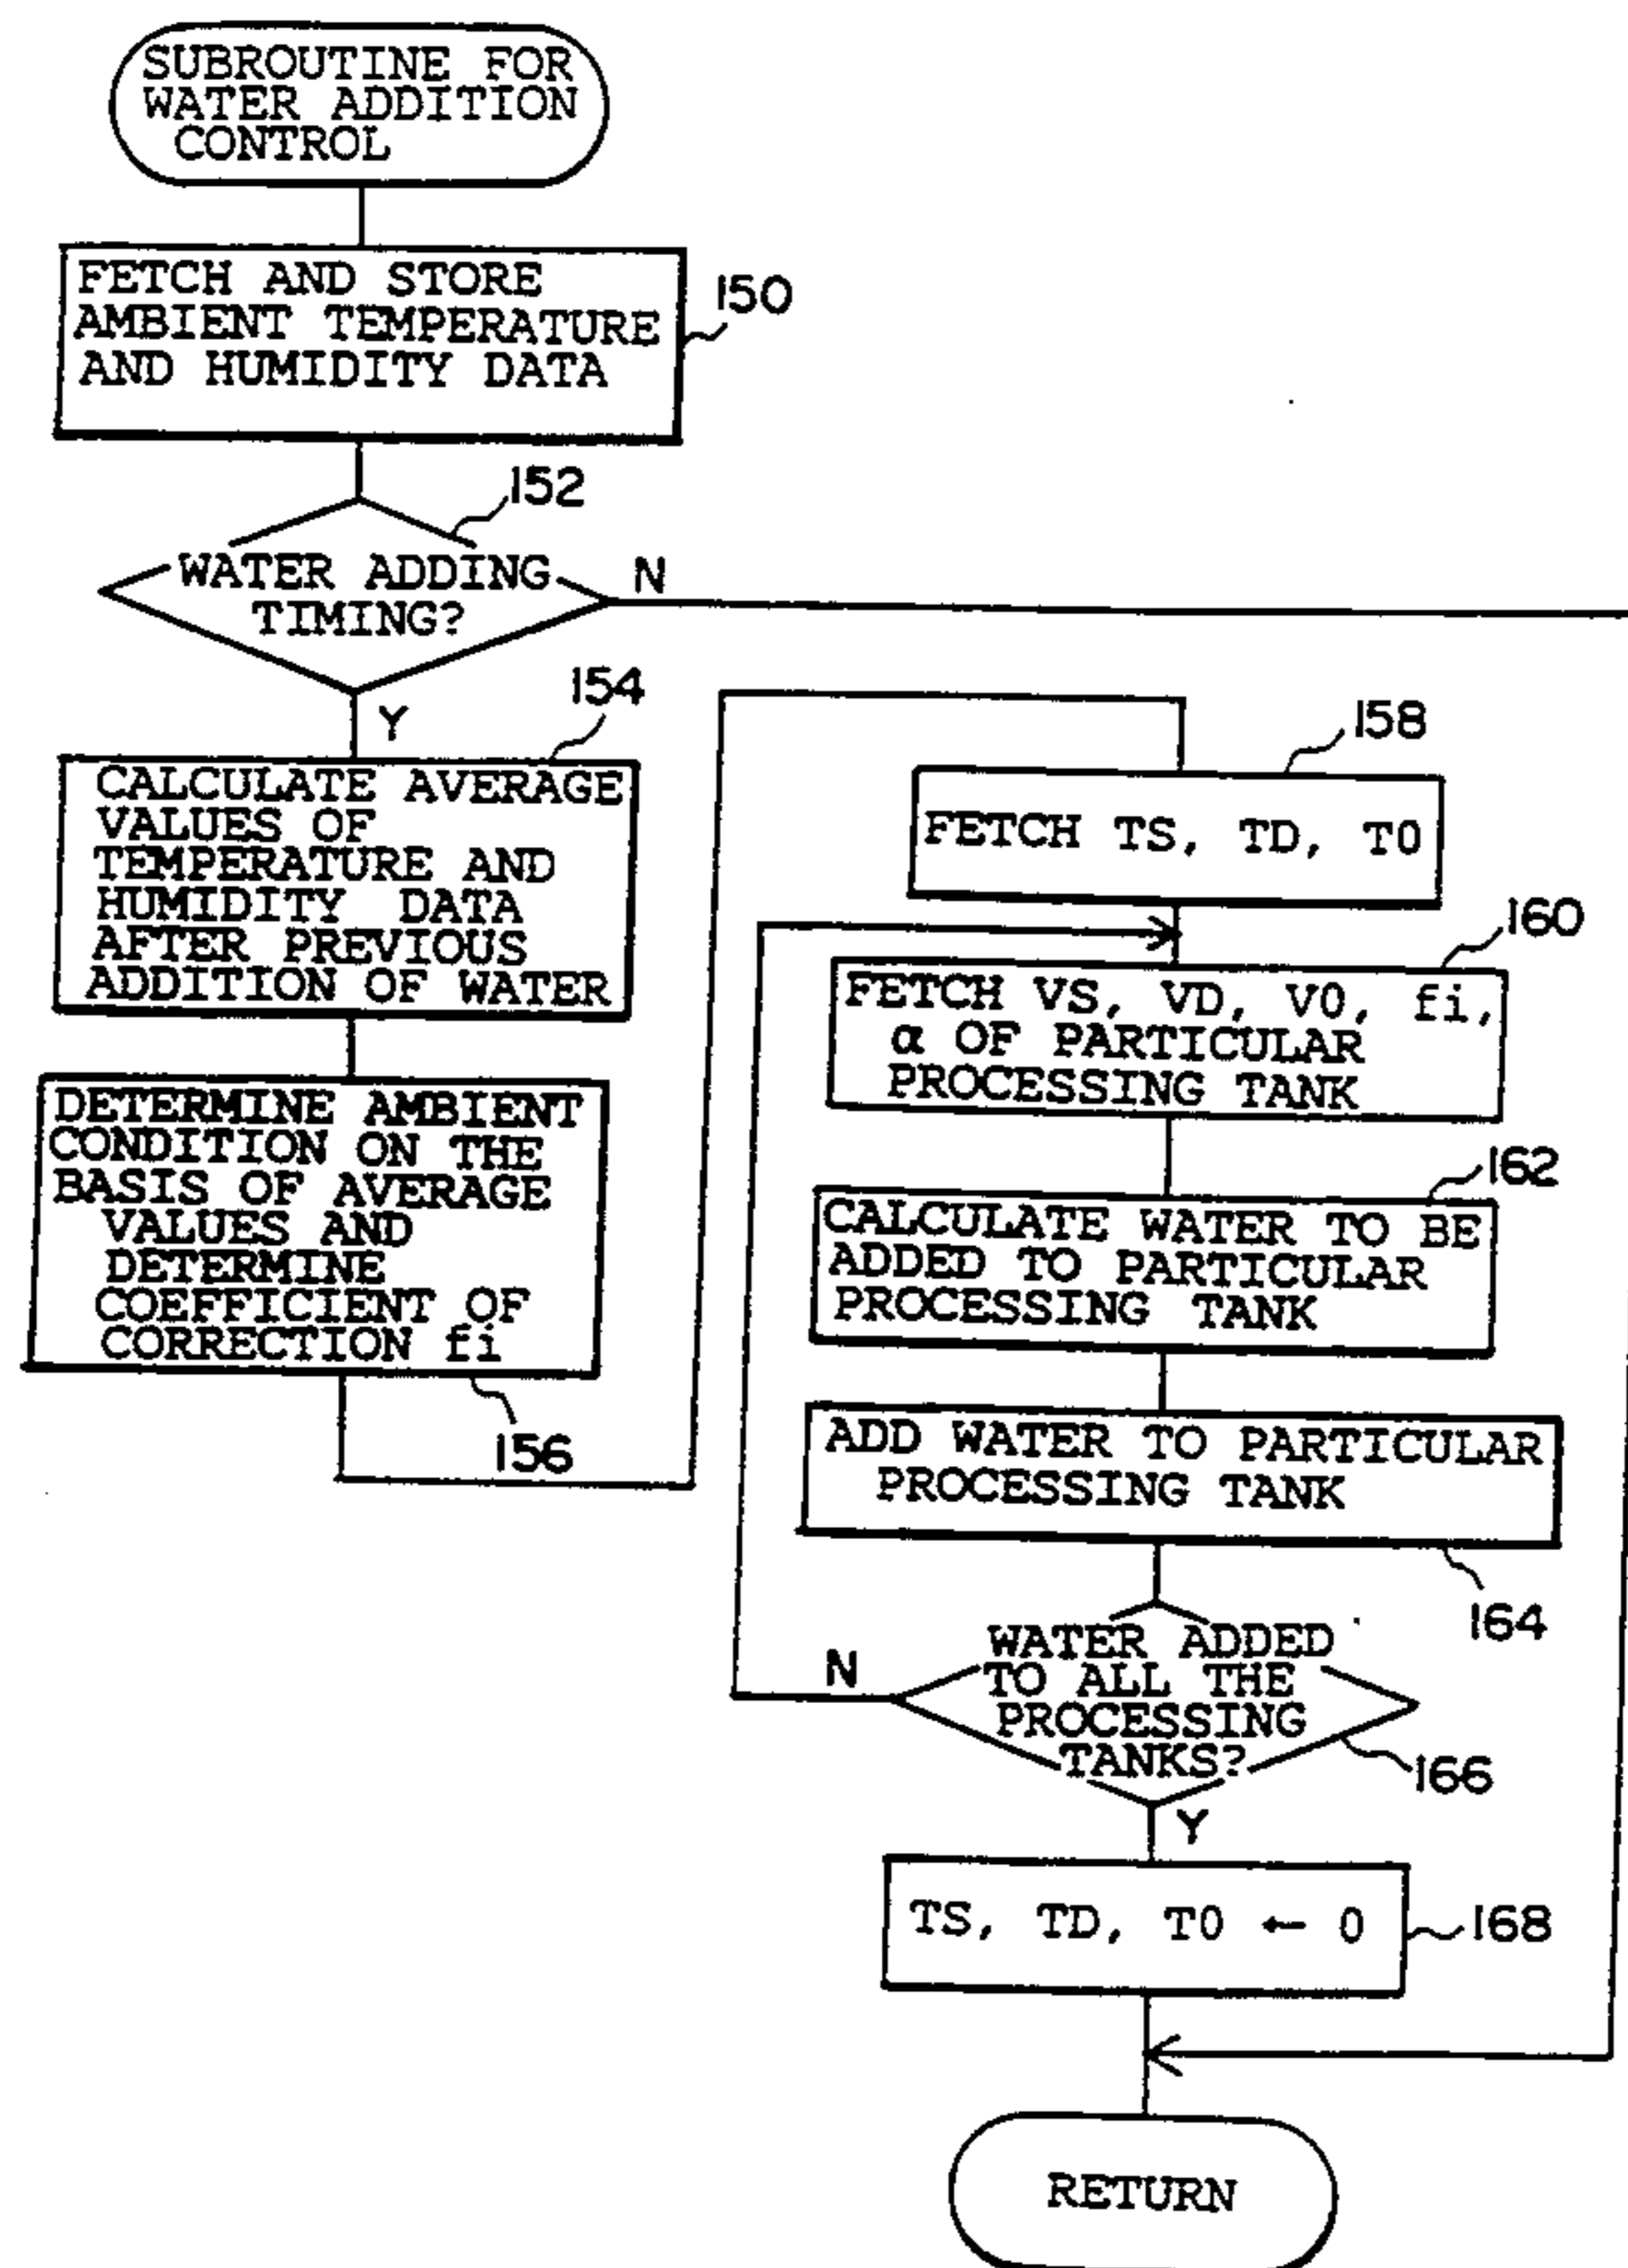 SUBROUTINE FOR
WATER ADDITION
CONTROL
FETCH AND STORE
AMBIENT TEMPERATURE
AND HUMIDITY DATA
150
152
WATER ADDING
TIMING?
N
Y
154
CALCULATE AVERAGE
VALUES OF
TEMPERATURE AND
HUMIDITY DATA
AFTER PREVIOUS
ADDITION OF WATER
DETERMINE AMBIENT
CONDITION ON THE
BASIS OF AVERAGE
VALUES AND
DETERMINE
COEFFICIENT OF
CORRECTION fi
156
158
FETCH TS, TD, T0
160
FETCH VS, VD, V0, fi,
α OF PARTICULAR
PROCESSING TANK
162
CALCULATE WATER TO BE
ADDED TO PARTICULAR
PROCESSING TANK
ADD WATER TO PARTICULAR
PROCESSING TANK
164
WATER ADDED
TO ALL THE
PROCESSING
TANKS?
N
166
Y
TS, TD, T0 ← 0
168
RETURN